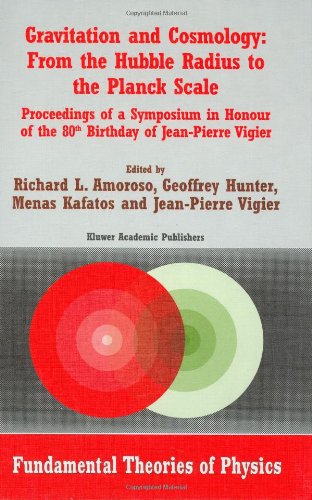 Gravitation and Cosmology:
From the Hubble Radius to
the Planck Scale
Proceedings of a Symposium in Honour
of the 80th Birthday of Jean-Pierre Vigier
Edited by
Richard L. Amoroso, Geoffrey Hunter,
Menas Kafatos and Jean-Pierre Vigier
Kluwer Academic Publishers
Fundamental Theories of Physics